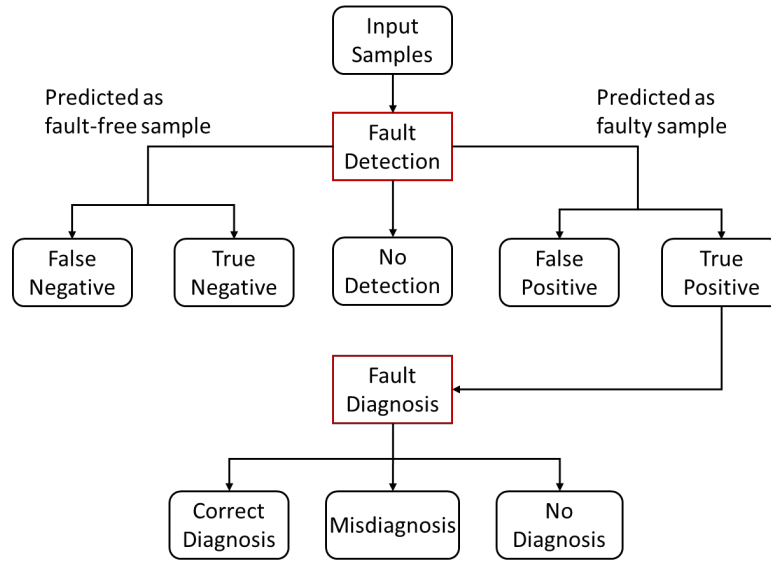 Input
Samples
Predicted as
fault-free sample
Predicted as
faulty sample
Fault
Detection
False
Negative
True
Negative
No
Detection
False
Positive
True
Positive
Fault
Diagnosis
Correct
Diagnosis
Misdiagnosis
No
Diagnosis